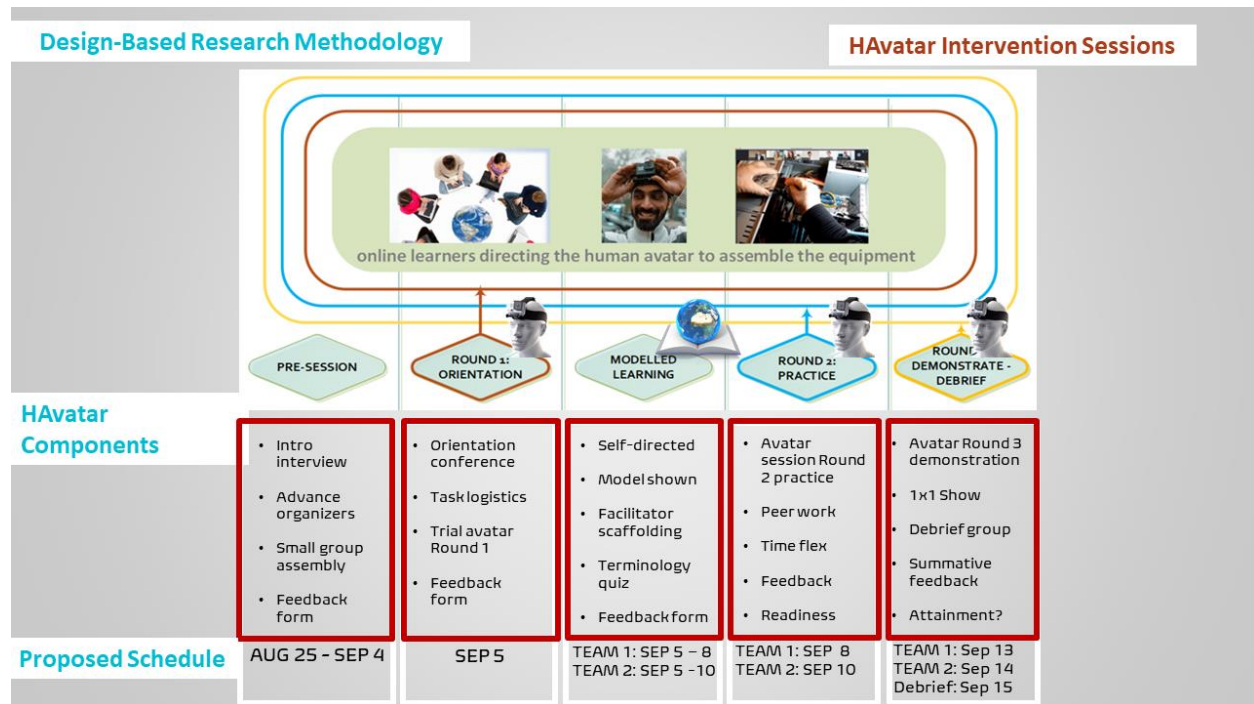 Design-Based Research Methodology
HAvatar Intervention Sessions
online learners directing the human avatar to assemble the equipment
PRE-SESSION
ROUND 1:
ORIENTATION
MODELLED
LEARNING
ROUND 2:
PRACTICE
ROUND
DEMONSTRATE -
DEBRIEF
HAvatar
Components
• Intro
interview
• Advance
organizers
• Small group
assembly
• Feedback
form
• Orientation
conference
• Task logistics
• Trial avatar
Round 1
• Feedback
form
• Self-directed
• Model shown
• Facilitator
scaffolding
• Terminology
quiz
• Feedback form
• Avatar
session Round
2 practice
• Peer work
• Time flex
• Feedback
• Readiness
• Avatar Round 3
demonstration
• 1x1 Show
• Debrief group
• Summative
feedback
• Attainment?
Proposed Schedule
AUG 25 - SEP 4
SEP 5
TEAM 1: SEP 5 – 8
TEAM 2: SEP 5 -10
TEAM 1: SEP 8
TEAM 2: SEP 10
TEAM 1: Sep 13
TEAM 2: Sep 14
Debrief: Sep 15